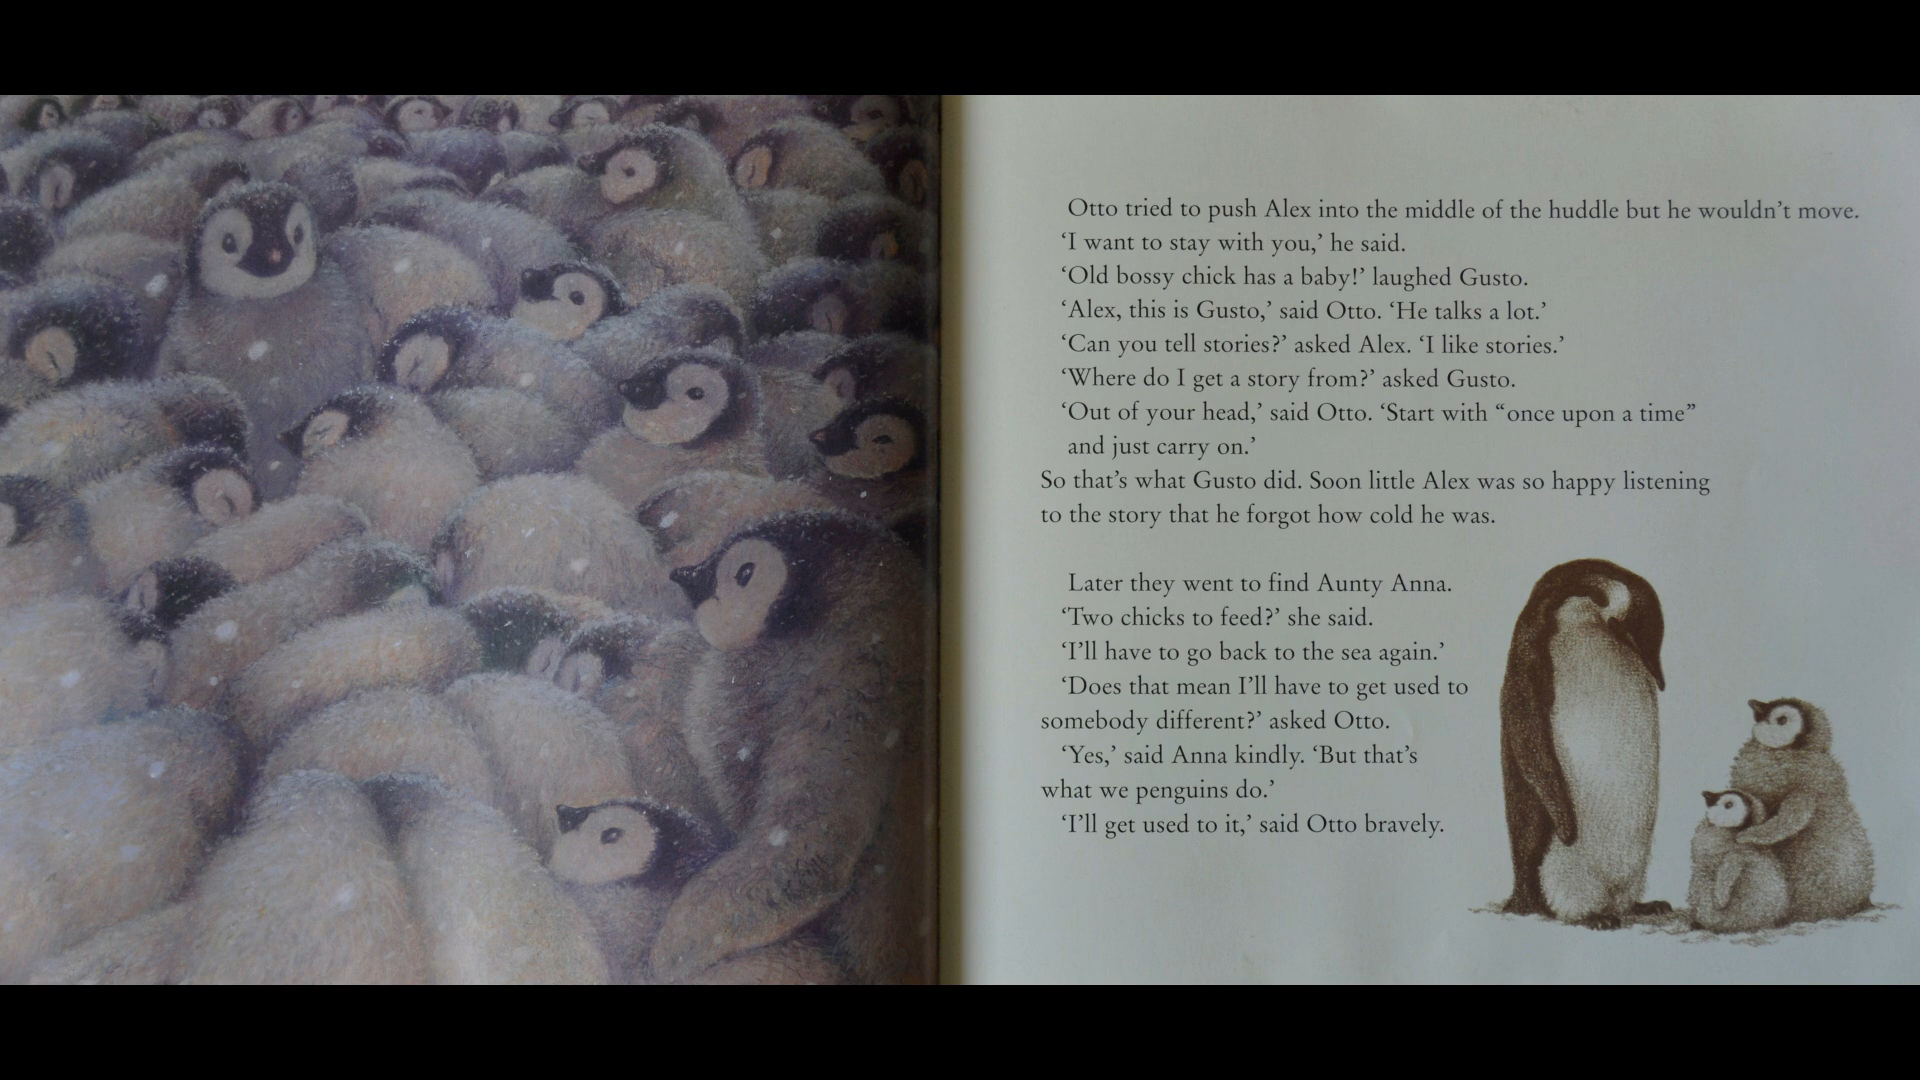 Otto tried to push Alex into the middle of the huddle but he wouldn’t move.
‘I want to stay with you,’ he said.
‘Old bossy chick has a baby!’ laughed Gusto.
‘Alex, this is Gusto,’ said Otto. ‘He talks a lot.’
‘Can you tell stories?’ asked Alex. ‘I like stories.’
‘Where do I get a story from?’ asked Gusto.
‘Out of your head,’ said Otto. ‘Start with “once upon a time”
and just carry on.’
So that’s what Gusto did. Soon little Alex was so happy listening
to the story that he forgot how cold he was.
Later they went to find Aunty Anna.
‘Two chicks to feed?’ she said.
‘I’ll have to go back to the sea again.’
‘Does that mean I’ll have to get used to
somebody different?’ asked Otto.
‘Yes,’ said Anna kindly. ‘But that’s
what we penguins do.’
‘I’ll get used to it,’ said Otto bravely.